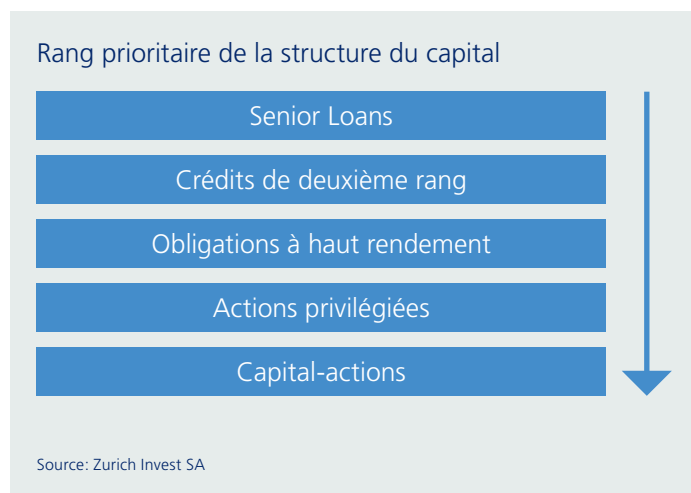 Rang prioritaire de la structure du capital
Senior Loans
Crédits de deuxième rang
Obligations à haut rendement
Actions privilégiées
Capital-actions
Source: Zurich Invest SA